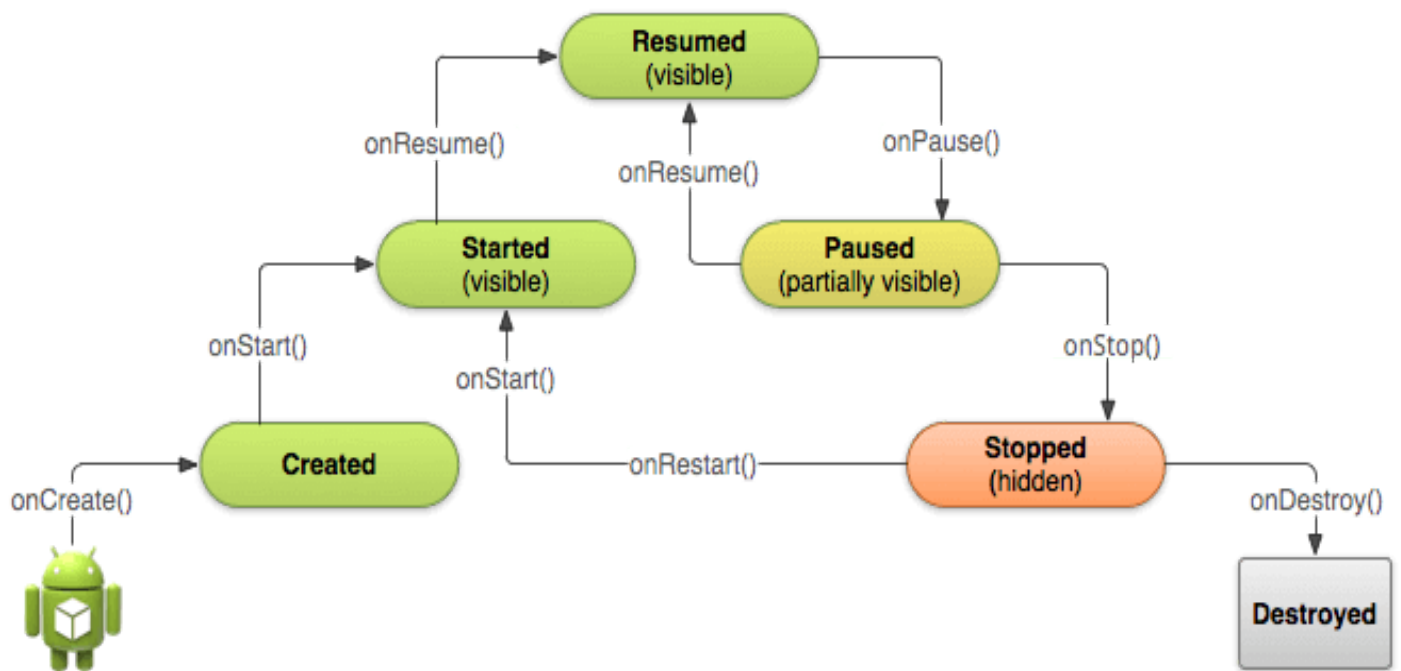 Resumed
(visible)
onResume()
onPause()
onResume()
Started
(visible)
Paused
(partially visible)
onStart()
onStart()
onStop()
Created
onRestart()
Stopped
(hidden)
onCreate()
onDestroy()
Destroyed